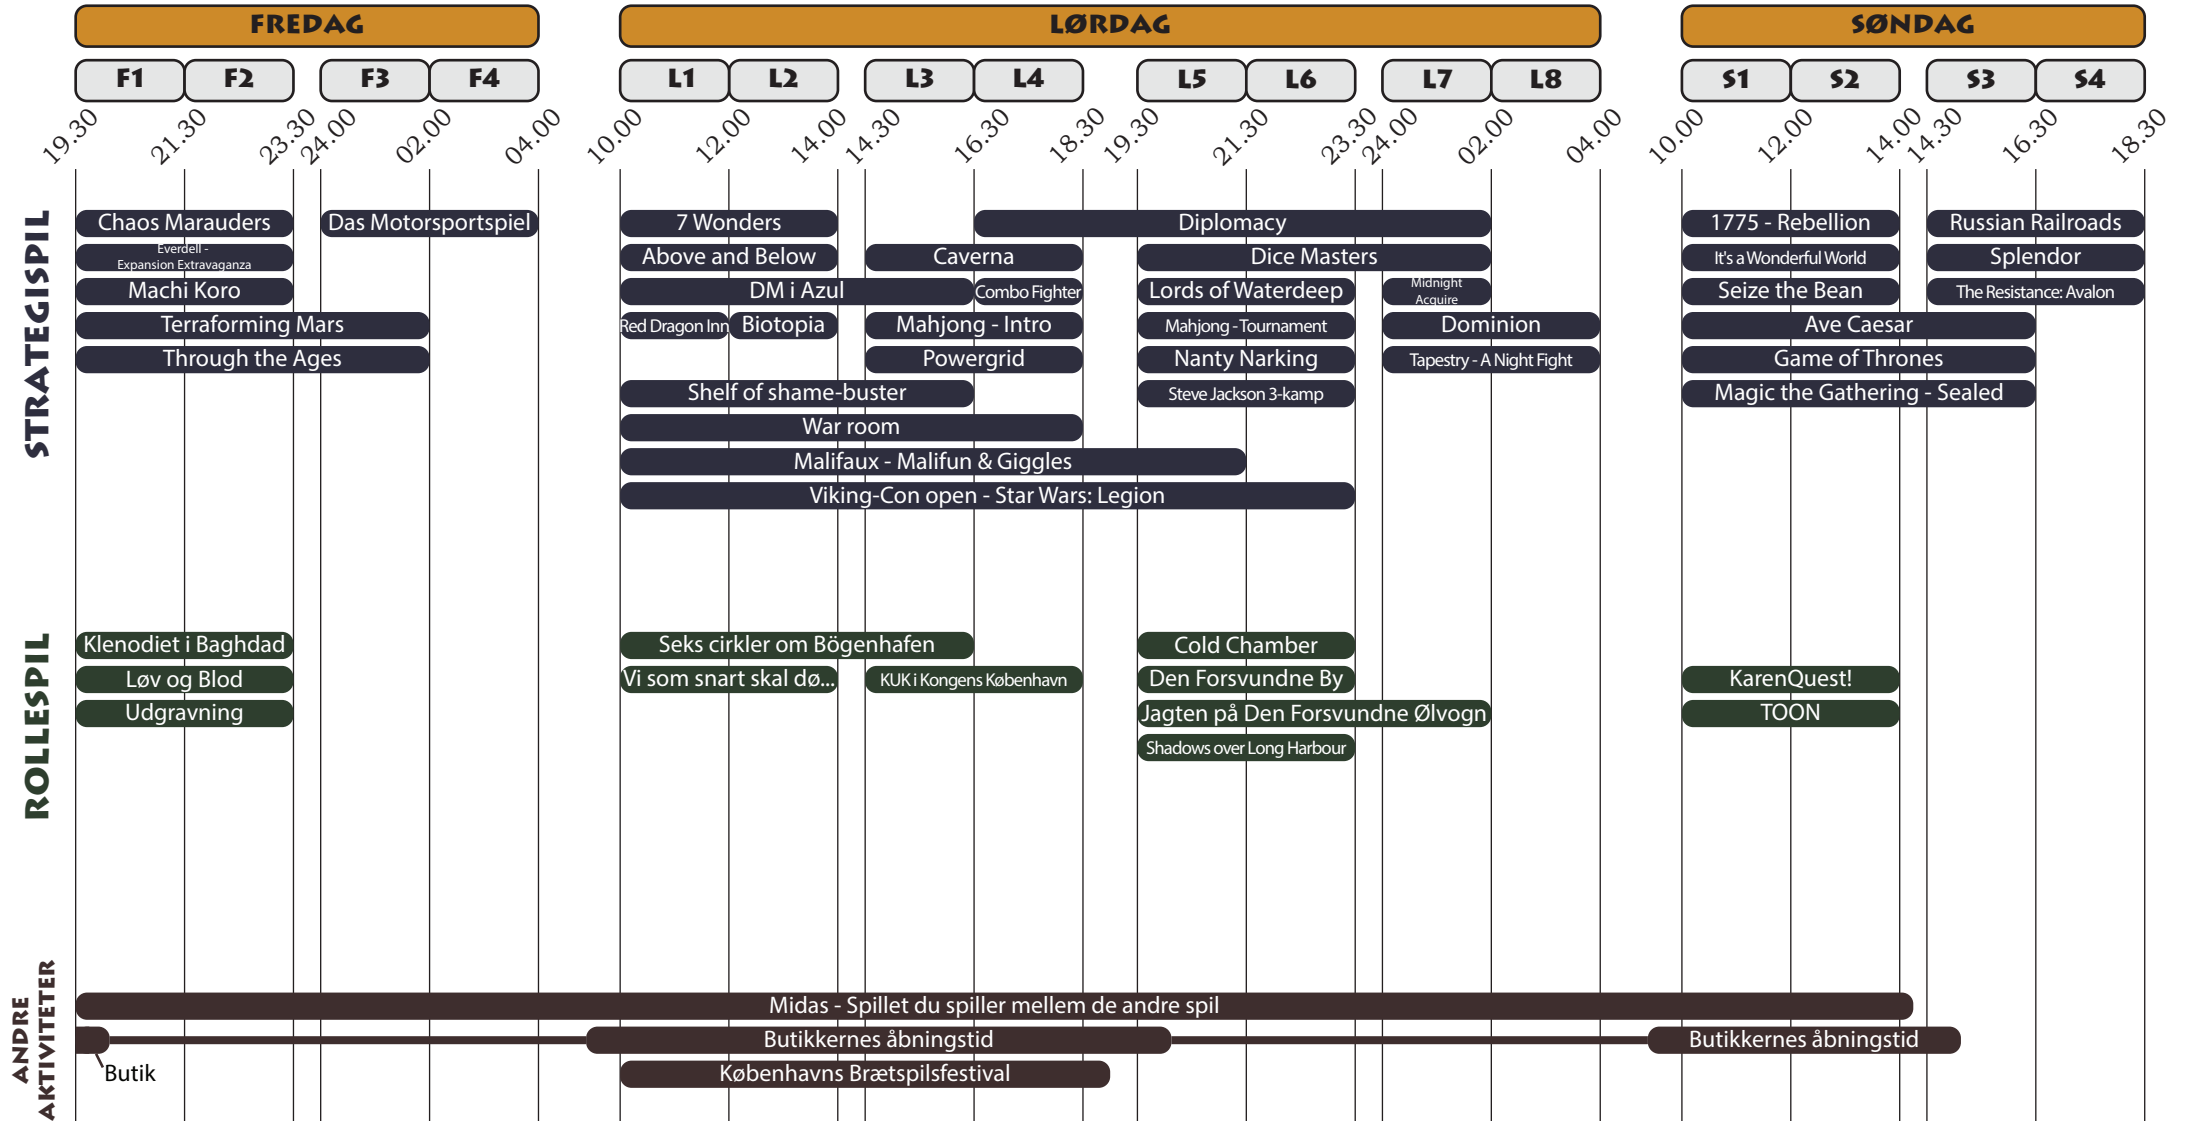 FREDAG LØRDAG SØNDAG
F1 F2 F3 F4 L1 L2 L3 L4 L5 L6 L7 L8 S1 S2 S3 S4
19.30 21.30 23.30 24.00 02.00 04.00 10.00 12.00 14.00 14.30 16.30 18.30 19.30 21.30 23.30 24.00 02.00 04.00 10.00 12.00 14.00 14.30 16.30 18.30
STRATEGISPIL
Chaos Marauders Das Motorsportspiel 7 Wonders Diplomacy 1775 - Rebellion Russian Railroads
Everdell -
Expansion Extravaganza
Above and Below Caverna Dice Masters It's a Wonderful World Splendor
Machi Koro DM i Azul Combo Fighter Lords of Waterdeep
Midnight
Acquire
Seize the Bean The Resistance: Avalon
Terraforming Mars Red Dragon Inn Biotopia Mahjong - Intro Mahjong - Tournament Dominion Ave Caesar
Through the Ages Powergrid Nanty Narking Tapestry - A Night Fight Game of Thrones
Shelf of shame-buster Steve Jackson 3-kamp Magic the Gathering - Sealed
War room
Malifaux - Malifun & Giggles
Viking-Con open - Star Wars: Legion
ROLLESPIL
Klenodiet i Baghdad Seks cirkler om Bögenhafen Cold Chamber
Løv og Blod Vi som snart skal dø... KUK i Kongens København Den Forsvundne By KarenQuest!
Udgravning Jagten på Den Forsvundne Ølvogn TOON
Shadows over Long Harbour
ANDRE
AKTIVITETER
Midas - Spillet du spiller mellem de andre spil
Butikkernes åbningstid Butikkernes åbningstid
Butik
Københavns Brætspilsfestival